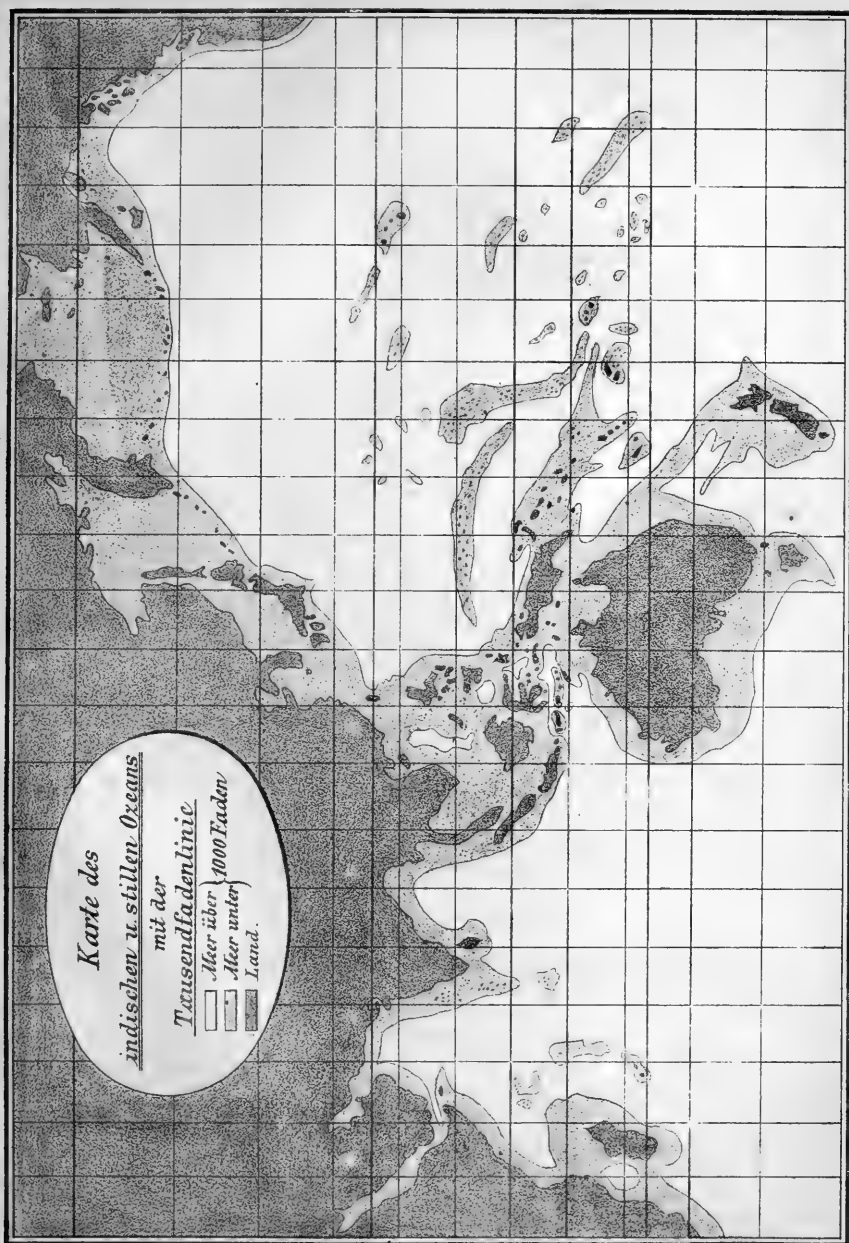 Karte des
indischen u. stillen Ozeans
mit der
Tausendfadenlinie
Meer über } 1000 Faden
Meer unter
Land.